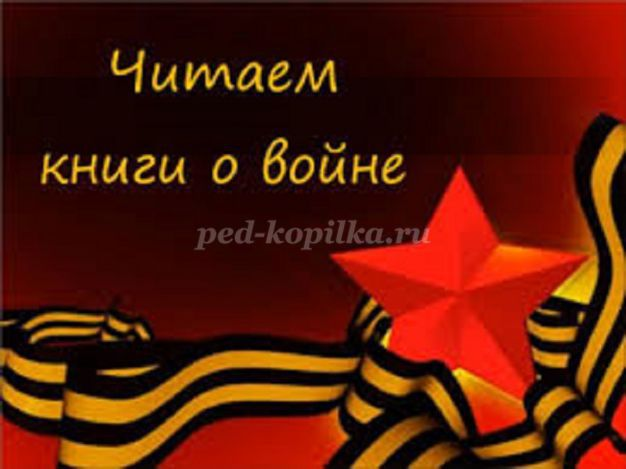 Читаем
книги о войне
ped-kopilka.ru